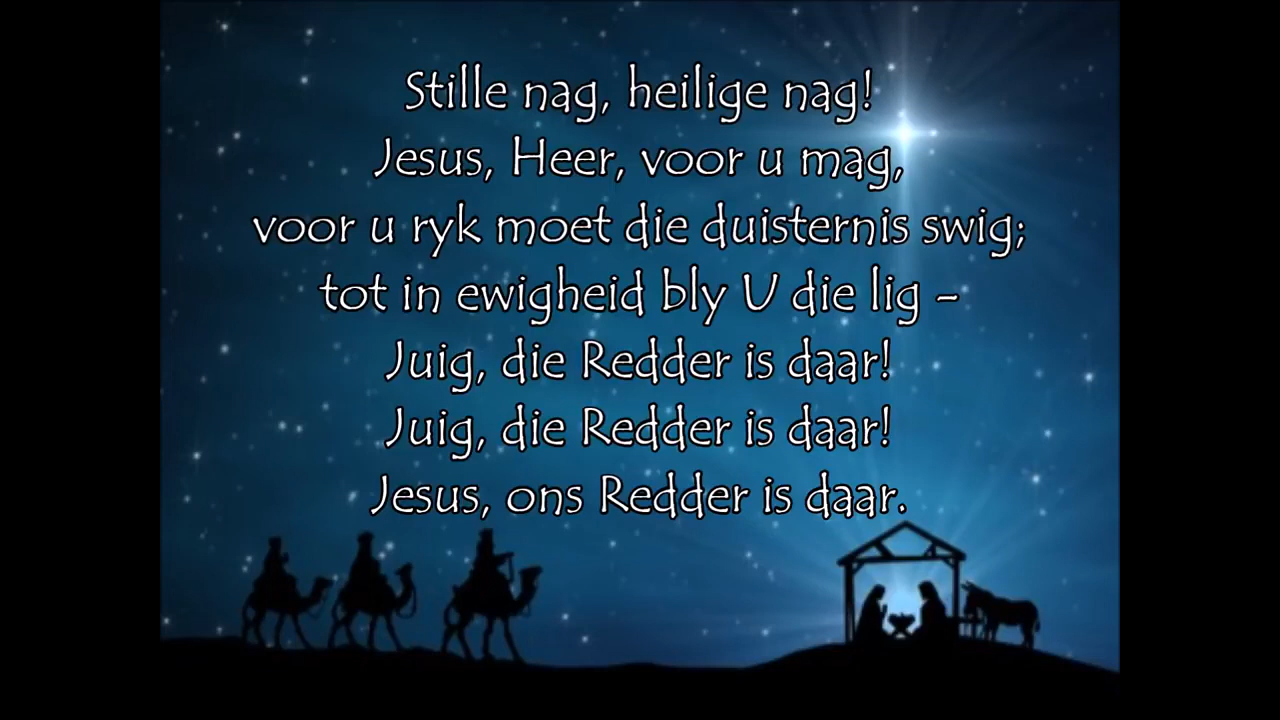 Stille nag, heilige nag!
Jesus, Heer, voor u mag,
voor u ryk moet die duisternis swig;
tot in ewigheid bly U die lig -
Juig, die Redder is daar!
Juig, die Redder is daar!
Jesus, ons Redder is daar.